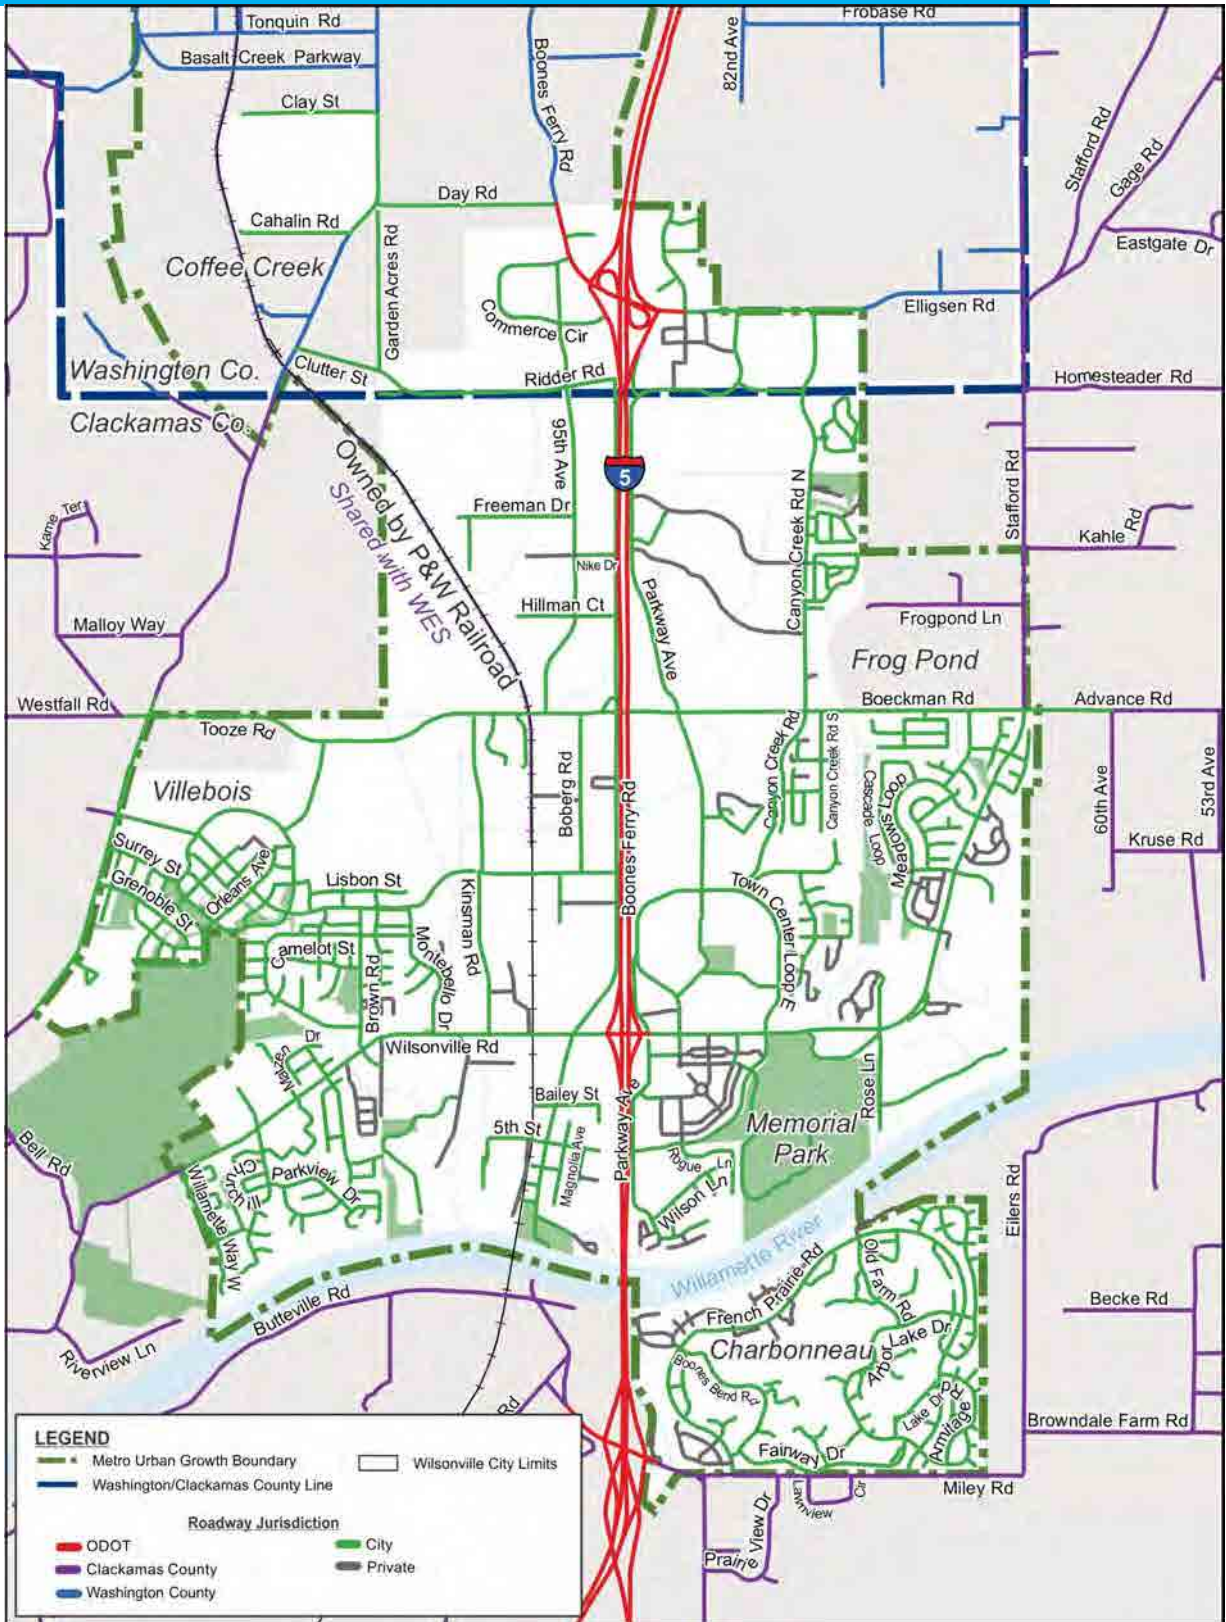 Tonquin Rd
Frobase Rd
Basalt Creek Parkway
Boones Ferry Rd
82nd Ave
Clay St
Stafford Rd
Gage Rd
Day Rd
Cahalin Rd
Eastgate Dr
Garden Acres Rd
Coffee Creek
Elligsen Rd
Commerce Cir
Washington Co.
Clutter St
Ridder Rd
Homesteader Rd
Clackamas Co.
95th Ave
5
Owned by P&W Railroad
Shared with WES
Freeman Dr
Canyon Creek Rd N
Stafford Rd
Kame Ter
Kahle Rd
Nike Dr
Hillman Ct
Parkway Ave
Frogpond Ln
Malloy Way
Frog Pond
Westfall Rd
Boeckman Rd
Advance Rd
Tooze Rd
Canyon Creek Rd
Canyon Creek Rd S
Villebois
Boberg Rd
Boones Ferry Rd
Cascade Loop
Meadows Loop
60th Ave
53rd Ave
Kruse Rd
Surrey St
Grenoble St
Orleans Ave
Lisbon St
Kinsman Rd
Town Center Loop E
Camelot St
Montebello Dr
Brown Rd
Wilsonville Rd
Dr
Bailey St
Parkway Ave
Rose Ln
5th St
Magnolia Ave
Memorial
Park
Bell Rd
Rogue Ln
Wilson Ln
Churchill
Parkview Dr
Willamette Way W
Eilers Rd
Willamette River
French Prairie Rd
Old Farm Rd
Butteville Rd
Becke Rd
Riverview Ln
Charbonneau
Arbor Lake Dr
Boones Bend Rd
Lake Dr
Armitage Rd
Rd
Browndale Farm Rd
Fairway Dr
Miley Rd
Lawnview Cir
Prairie View Dr
LEGEND
Metro Urban Growth Boundary
Wilsonville City Limits
Washington/Clackamas County Line
Roadway Jurisdiction
ODOT
City
Clackamas County
Private
Washington County